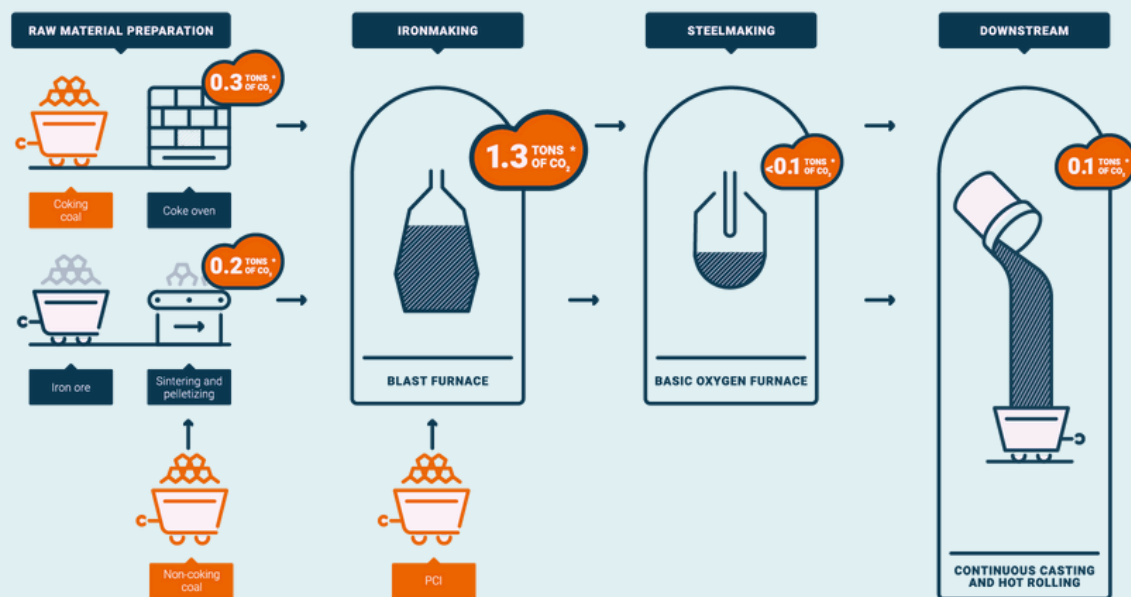 RAW MATERIAL PREPARATION
IRONMAKING
STEELMAKING
DOWNSTREAM
0.3 TONS *
OF CO₂
1.3 TONS *
OF CO₂
<0.1 TONS *
OF CO₂
0.1 TONS *
OF CO₂
Coking
coal
Coke oven
0.2 TONS *
OF CO₂
Iron ore
Sintering and
pelletizing
BLAST FURNACE
BASIC OXYGEN FURNACE
Non-coking
coal
PCI
CONTINUOUS CASTING
AND HOT ROLLING